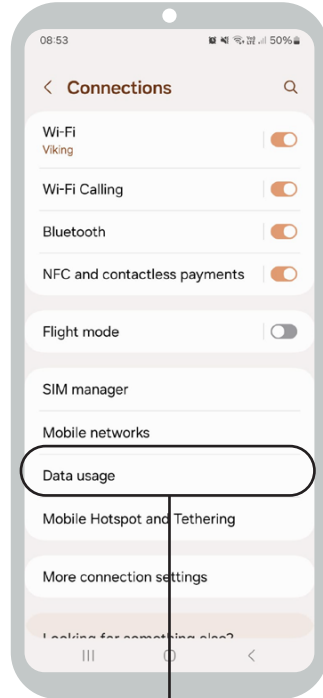 08:53 50%
Connections
Wi-Fi
Viking
Wi-Fi Calling
Bluetooth
NFC and contactless payments
Flight mode
SIM manager
Mobile networks
Data usage
Mobile Hotspot and Tethering
More connection settings
Looking for something else?